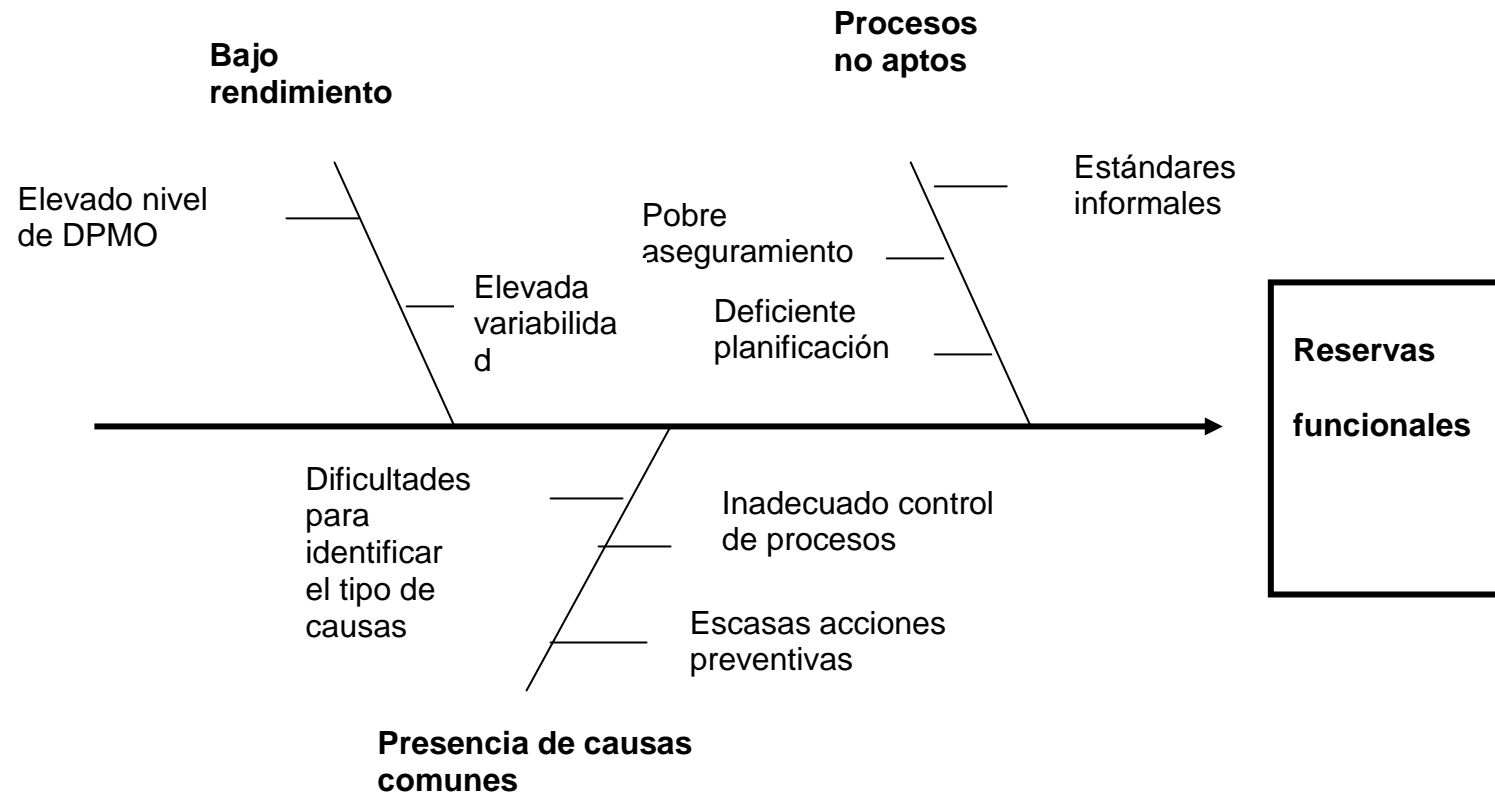 Procesos
no aptos
Bajo
rendimiento
Estándares
informales
Elevado nivel
de DPMO
Pobre
aseguramiento
Elevada
variabilida
d
Deficiente
planificación
Reservas
funcionales
Dificultades
para
identificar
el tipo de
causas
Inadecuado control
de procesos
Escasas acciones
preventivas
Presencia de causas
comunes